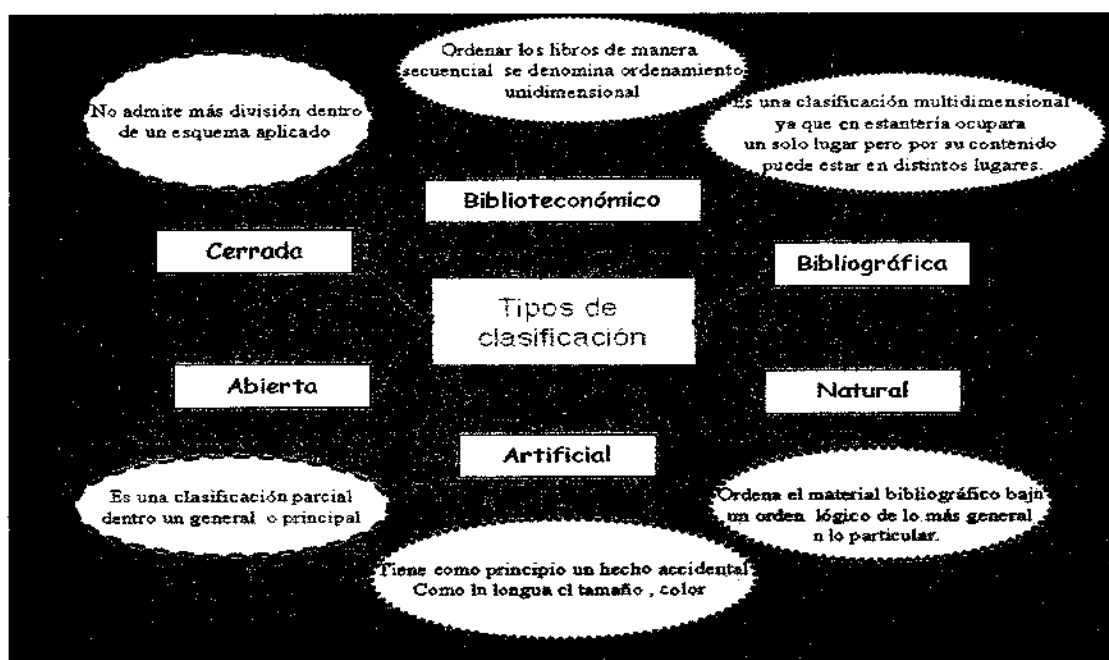 Ordenar los libros de manera
secuencial se denomina ordenamiento
unidimensional
No admite más división dentro
de un esquema aplicado
Es una clasificación multidimensional
ya que en estantería ocupara
un solo lugar pero por su contenido
puede estar en distintos lugares.
Biblioteconómico
Cerrada
Bibliográfica
Tipos de
clasificación
Abierta
Natural
Artificial
Es una clasificación parcial
dentro un general o principal
Ordena el material bibliográfico bajo
un orden lógico de lo más general
a lo particular.
Tiene como principio un hecho accidental
Como la longua el tamaño , color